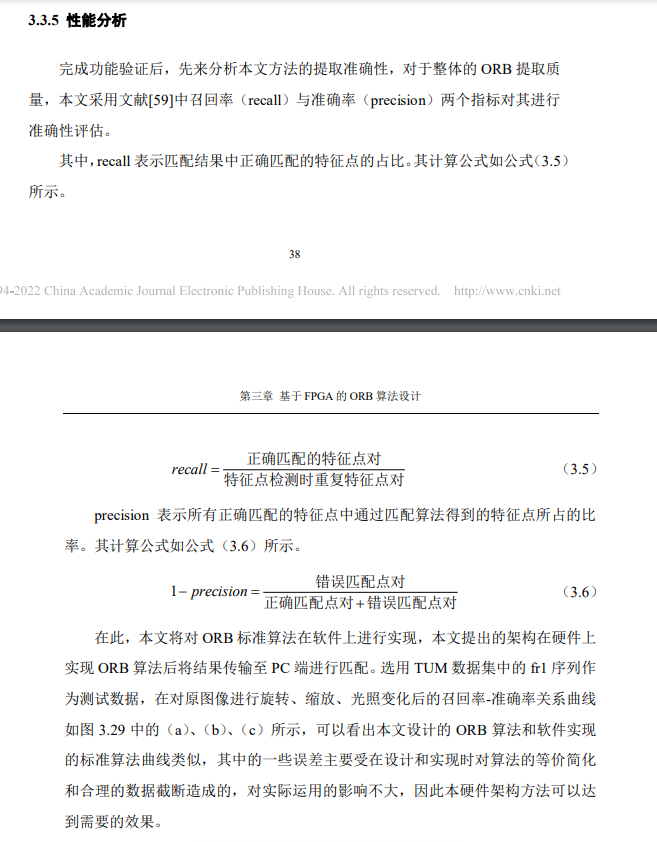 3.3.5 性能分析
完成功能验证后，先来分析本文方法的提取准确性，对于整体的 ORB 提取质
量，本文采用文献[59]中召回率（recall）与准确率（precision）两个指标对其进行
准确性评估。
其中，recall 表示匹配结果中正确匹配的特征点的占比。其计算公式如公式（3.5）
所示。
38
94-2022 China Academic Journal Electronic Publishing House. All rights reserved. http://www.cnki.net
第三章 基于 FPGA 的 ORB 算法设计
recall = 正确匹配的特征点对 / 特征点检测时重复特征点对 （3.5）
precision 表示所有正确匹配的特征点中通过匹配算法得到的特征点所占的比
率。其计算公式如公式（3.6）所示。
1− precision = 错误匹配点对 / 正确匹配点对+错误匹配点对 （3.6）
在此，本文将对 ORB 标准算法在软件上进行实现，本文提出的架构在硬件上
实现 ORB 算法后将结果传输至 PC 端进行匹配。选用 TUM 数据集中的 fr1 序列作
为测试数据，在对原图像进行旋转、缩放、光照变化后的召回率-准确率关系曲线
如图 3.29 中的（a）、（b）、（c）所示，可以看出本文设计的 ORB 算法和软件实现
的标准算法曲线类似，其中的一些误差主要受在设计和实现时对算法的等价简化
和合理的数据截断造成的，对实际运用的影响不大，因此本硬件架构方法可以达
到需要的效果。